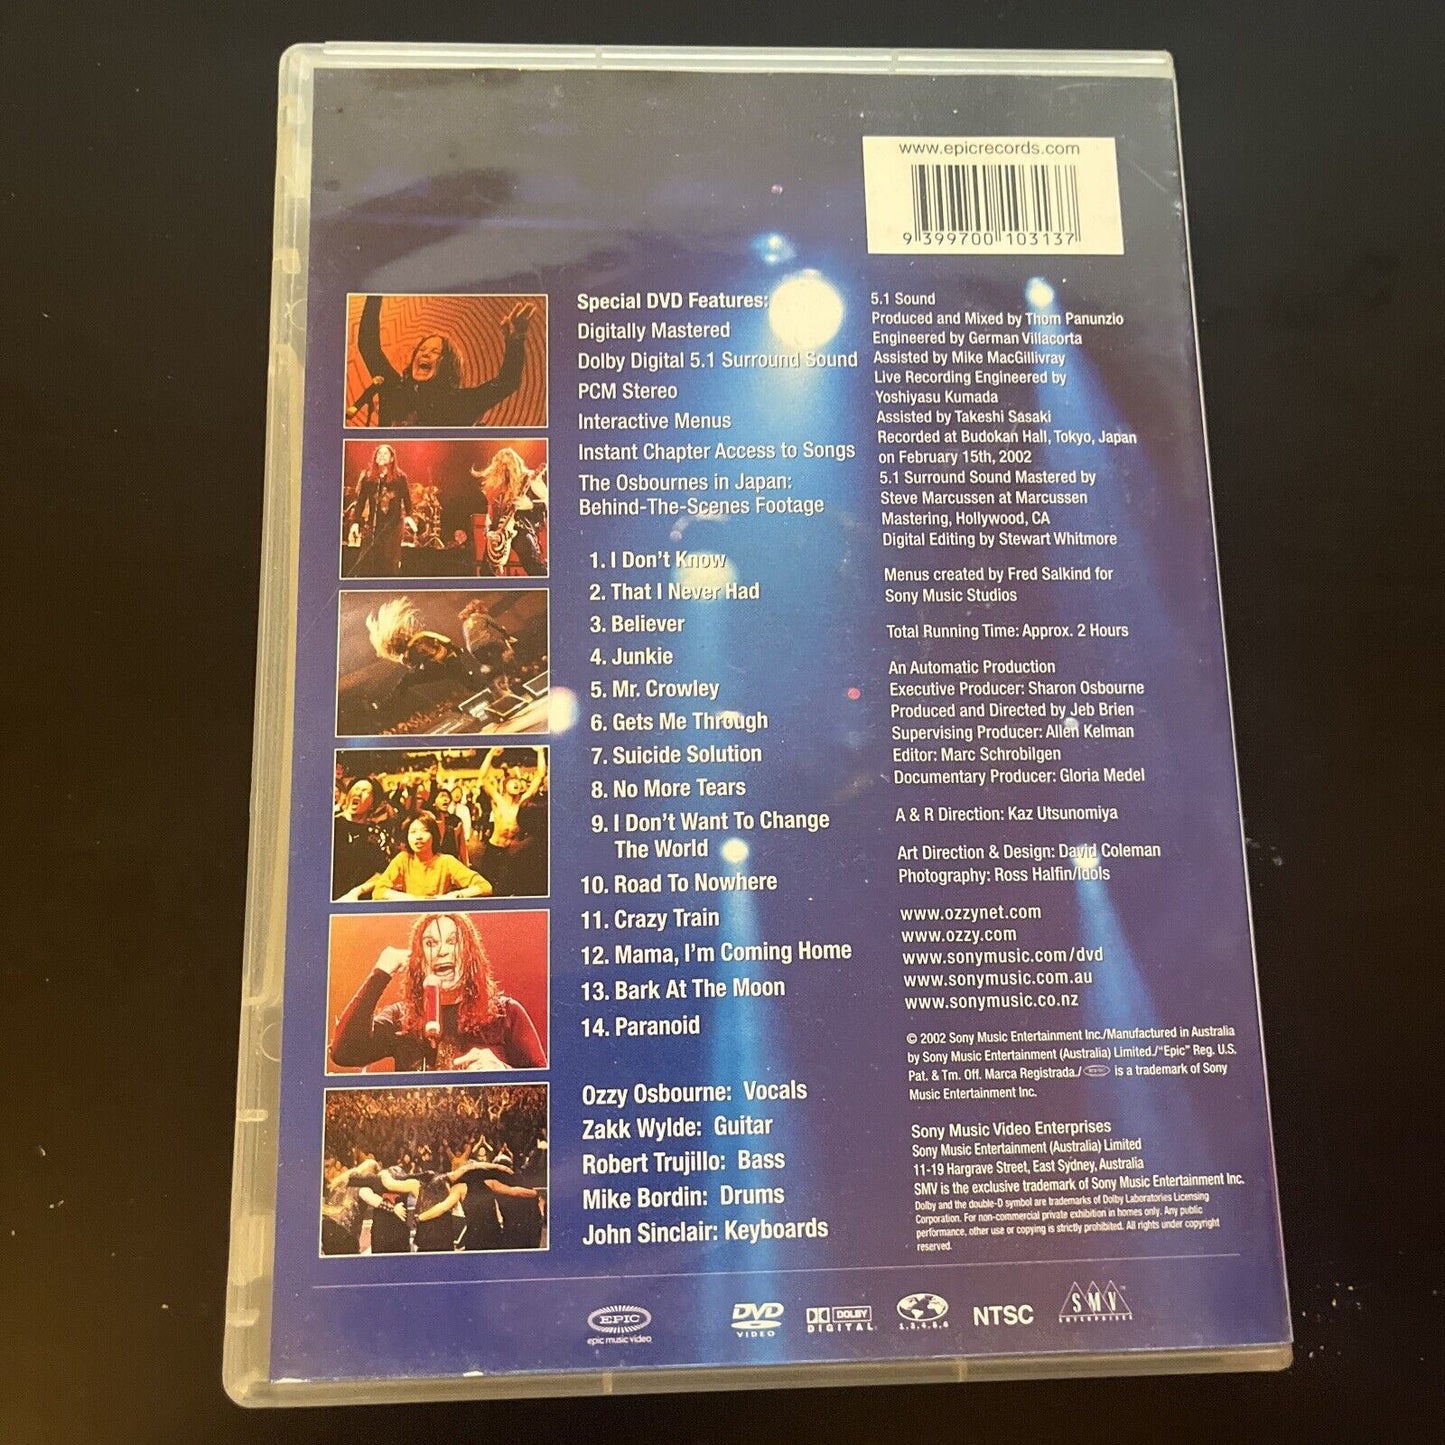 www.epicrecords.com
9 399700 103137
Special DVD Features:
Digitally Mastered
Dolby Digital 5.1 Surround Sound
PCM Stereo
Interactive Menus
Instant Chapter Access to Songs
The Osbournes in Japan:
Behind-The-Scenes Footage
1. I Don't Know
2. That I Never Had
3. Believer
4. Junkie
5. Mr. Crowley
6. Gets Me Through
7. Suicide Solution
8. No More Tears
9. I Don't Want To Change
The World
10. Road To Nowhere
11. Crazy Train
12. Mama, I'm Coming Home
13. Bark At The Moon
14. Paranoid
Ozzy Osbourne: Vocals
Zakk Wylde: Guitar
Robert Trujillo: Bass
Mike Bordin: Drums
John Sinclair: Keyboards
5.1 Sound
Produced and Mixed by Thom Panunzio
Engineered by German Villacorta
Assisted by Mike MacGillivray
Live Recording Engineered by
Yoshiyasu Kumada
Assisted by Takeshi Sasaki
Recorded at Budokan Hall, Tokyo, Japan
on February 15th, 2002
5.1 Surround Sound Mastered by
Steve Marcussen at Marcussen
Mastering, Hollywood, CA
Digital Editing by Stewart Whitmore
Menus created by Fred Salkind for
Sony Music Studios
Total Running Time: Approx. 2 Hours
An Automatic Production
Executive Producer: Sharon Osbourne
Produced and Directed by Jeb Brien
Supervising Producer: Allen Kelman
Editor: Marc Schrobilgen
Documentary Producer: Gloria Medel
A & R Direction: Kaz Utsunomiya
Art Direction & Design: David Coleman
Photography: Ross Halfin/Idols
www.ozzynet.com
www.ozzy.com
www.sonymusic.com/dvd
www.sonymusic.com.au
www.sonymusic.co.nz
© 2002 Sony Music Entertainment Inc./Manufactured in Australia
by Sony Music Entertainment (Australia) Limited./"Epic" Reg. U.S.
Pat. & Tm. Off. Marca Registrada./ is a trademark of Sony
Music Entertainment Inc.
Sony Music Video Enterprises
Sony Music Entertainment (Australia) Limited
11-19 Hargrave Street, East Sydney, Australia
SMV is the exclusive trademark of Sony Music Entertainment Inc.
Dolby and the double-D symbol are trademarks of Dolby Laboratories Licensing
Corporation. For non-commercial private exhibition in homes only. Any public
performance, other use or copying is strictly prohibited. All rights under copyright
reserved.
EPIC
epic music video
DVD
VIDEO
DOLBY
DIGITAL
NTSC
SMV
ENTERPRISES